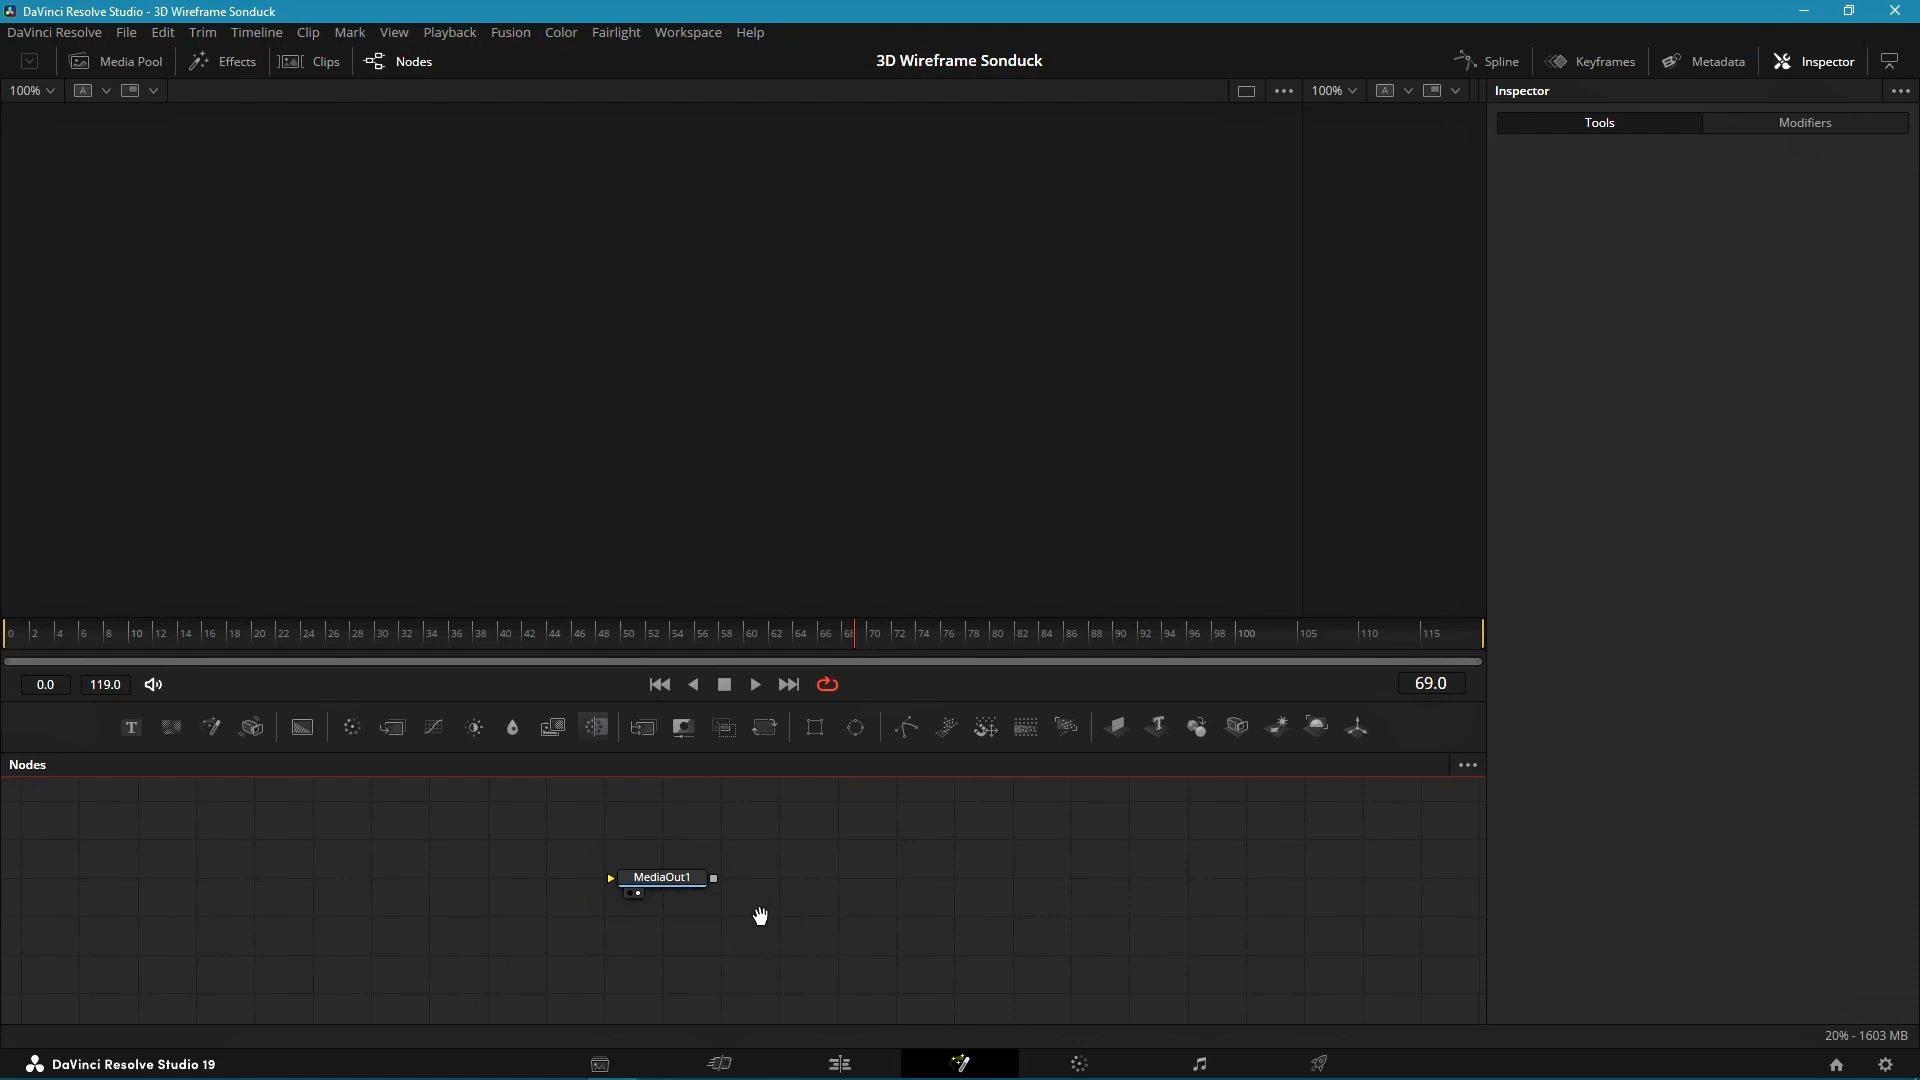 DaVinci Resolve Studio - 3D Wireframe Sonduck
DaVinci Resolve File Edit Trim Timeline Clip Mark View Playback Fusion Color Fairlight Workspace Help
Media Pool Effects Clips Nodes 3D Wireframe Sonduck Spline Keyframes Metadata Inspector
100% A 100% A Inspector
Tools Modifiers
0 2 4 6 8 10 12 14 16 18 20 22 24 26 28 30 32 34 36 38 40 42 44 46 48 50 52 54 56 58 60 62 64 66 68 70 72 74 76 78 80 82 84 86 88 90 92 94 96 98 100 105 110 115
0.0 119.0 69.0
T T
Nodes
MediaOut1
20% - 1603 MB
DaVinci Resolve Studio 19